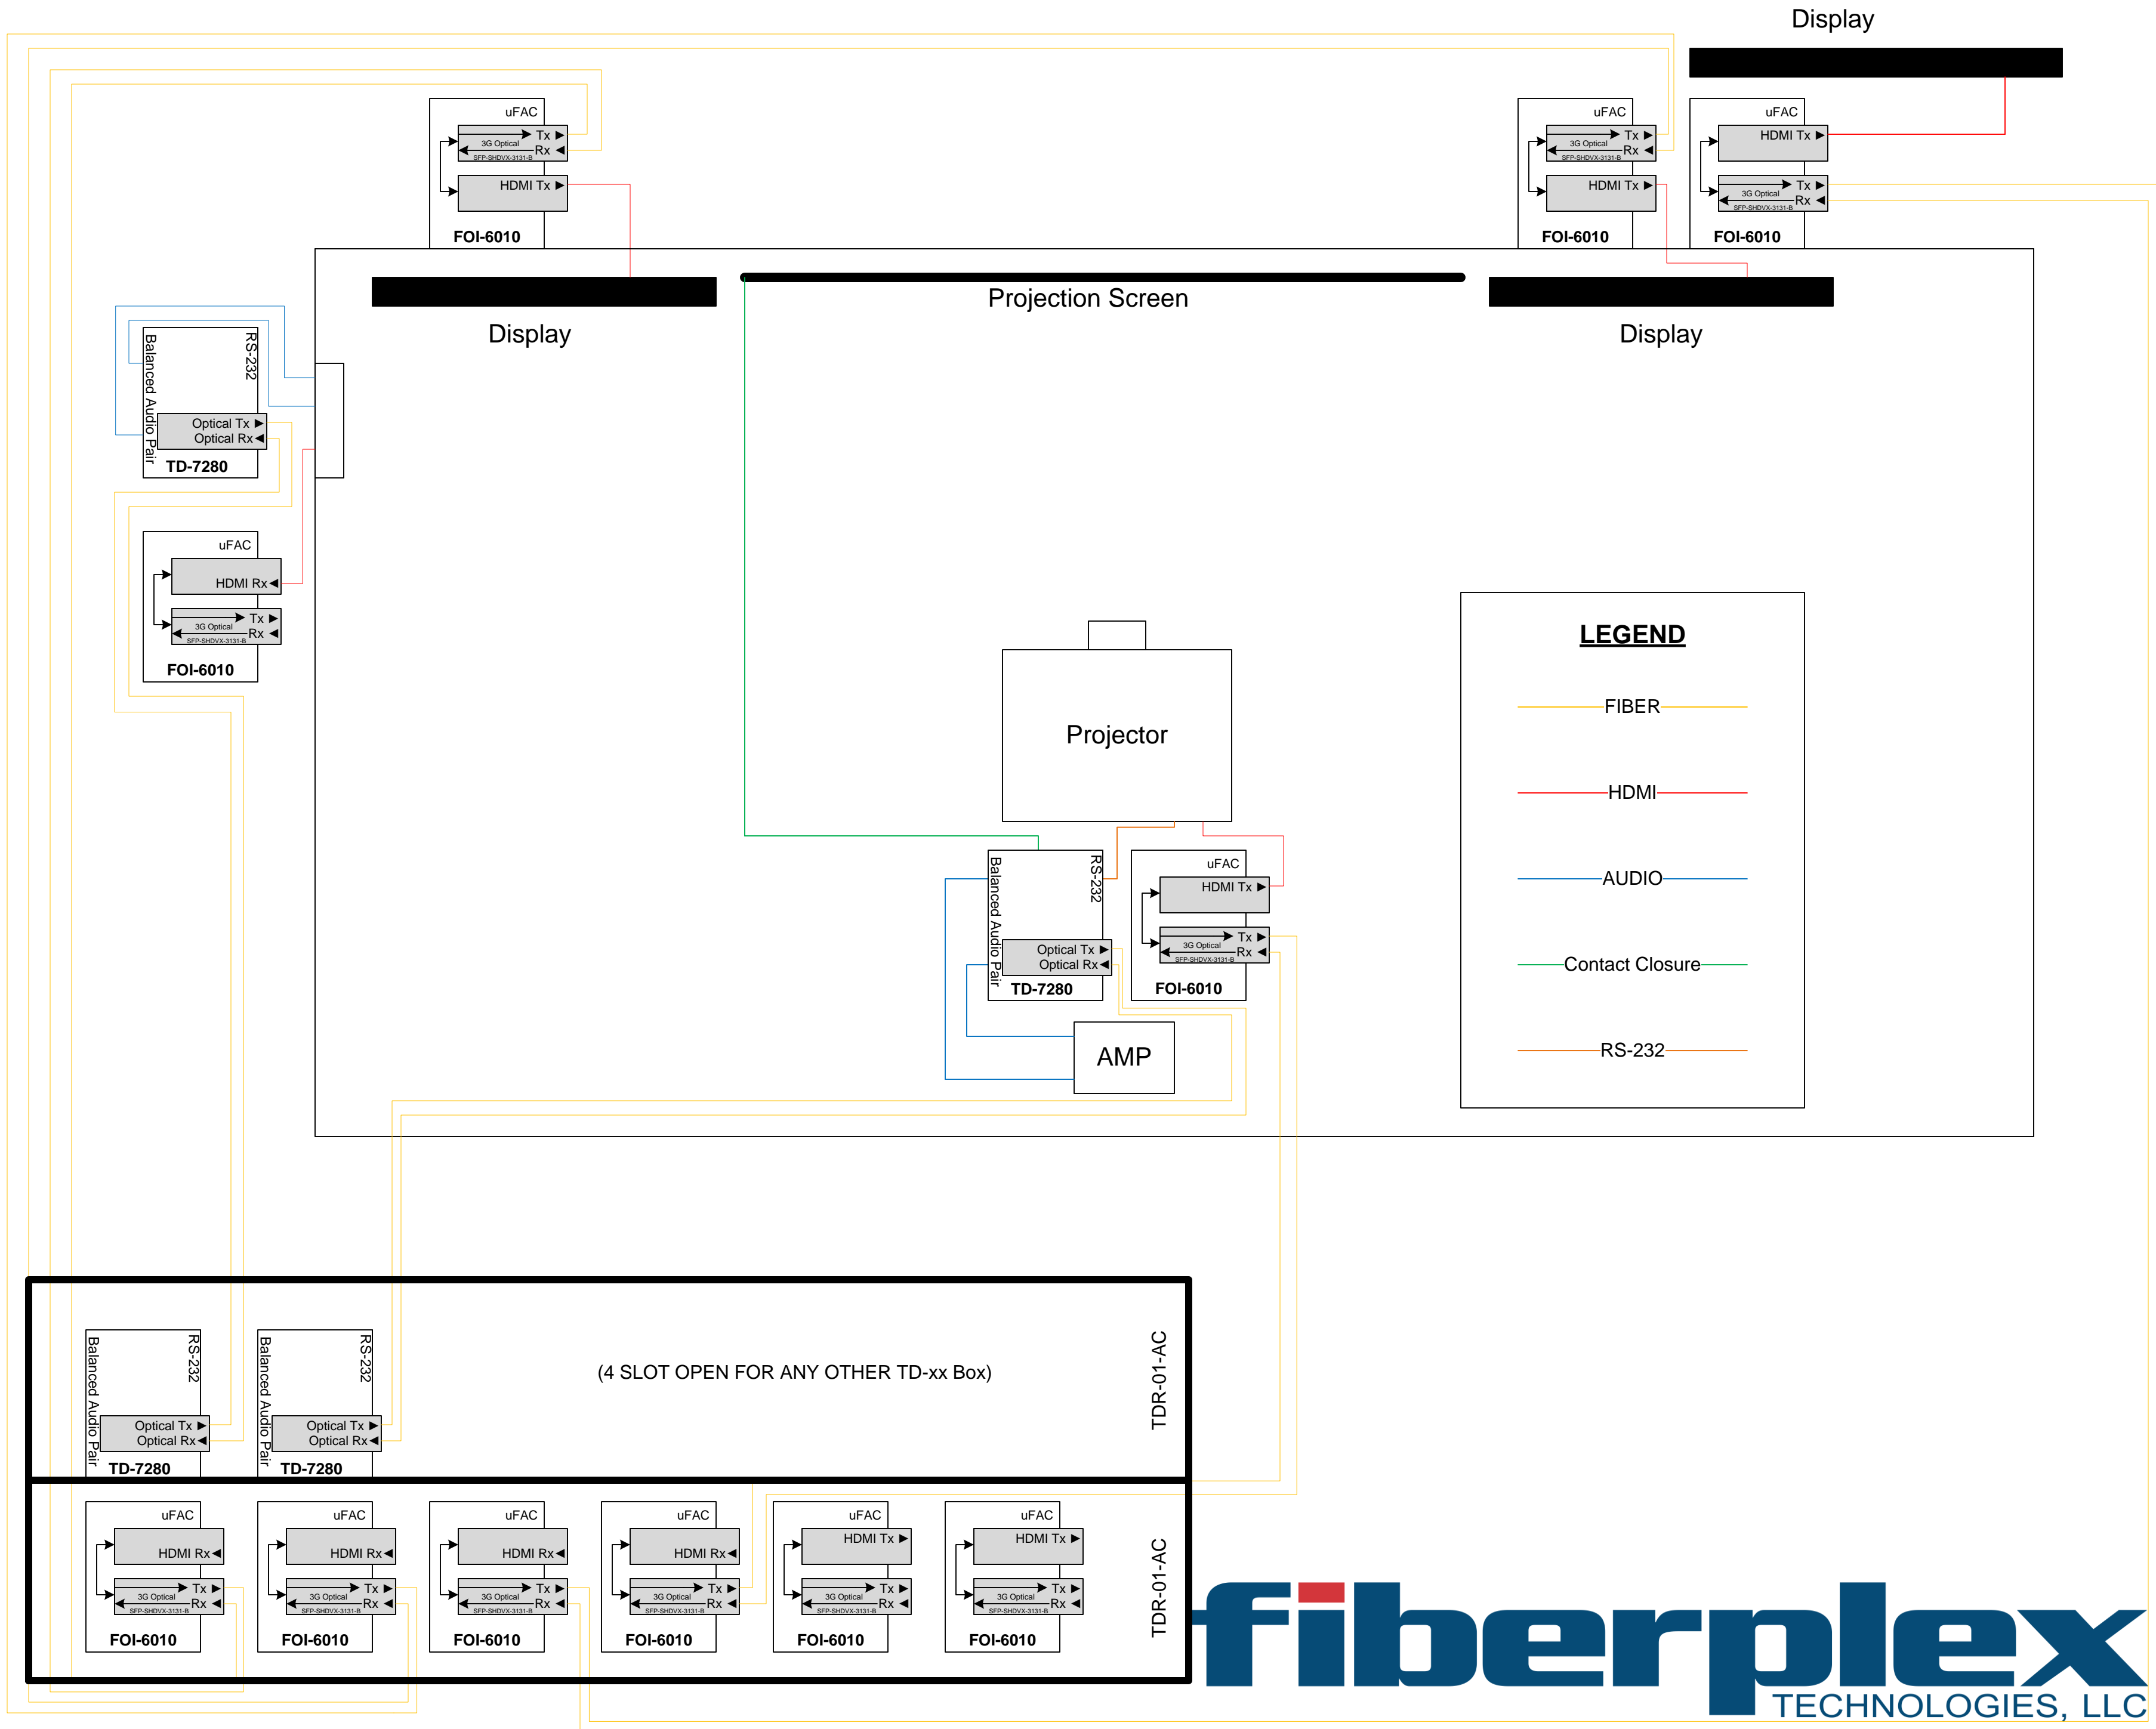 Display
uFAC
Tx
3G Optical
Rx
SFP-SHDVX-3131-B
HDMI Tx
FOI-6010
uFAC
Tx
3G Optical
Rx
SFP-SHDVX-3131-B
HDMI Tx
FOI-6010
uFAC
HDMI Tx
Tx
3G Optical
Rx
SFP-SHDVX-3131-B
FOI-6010
Projection Screen
Display
Display
Balanced Audio Pair
RS-232
Optical Tx
Optical Rx
TD-7280
uFAC
HDMI Rx
Tx
3G Optical
Rx
SFP-SHDVX-3131-B
FOI-6010
Projector
LEGEND
FIBER
HDMI
AUDIO
Contact Closure
RS-232
Balanced Audio Pair
RS-232
Optical Tx
Optical Rx
TD-7280
uFAC
HDMI Tx
Tx
3G Optical
Rx
SFP-SHDVX-3131-B
FOI-6010
AMP
Balanced Audio Pair
RS-232
Optical Tx
Optical Rx
TD-7280
Balanced Audio Pair
RS-232
Optical Tx
Optical Rx
TD-7280
(4 SLOT OPEN FOR ANY OTHER TD-xx Box)
TDR-01-AC
uFAC
HDMI Rx
Tx
3G Optical
Rx
SFP-SHDVX-3131-B
FOI-6010
uFAC
HDMI Rx
Tx
3G Optical
Rx
SFP-SHDVX-3131-B
FOI-6010
uFAC
HDMI Rx
Tx
3G Optical
Rx
SFP-SHDVX-3131-B
FOI-6010
uFAC
HDMI Rx
Tx
3G Optical
Rx
SFP-SHDVX-3131-B
FOI-6010
uFAC
HDMI Tx
Tx
3G Optical
Rx
SFP-SHDVX-3131-B
FOI-6010
uFAC
HDMI Tx
Tx
3G Optical
Rx
SFP-SHDVX-3131-B
FOI-6010
TDR-01-AC
fiberplex
TECHNOLOGIES, LLC